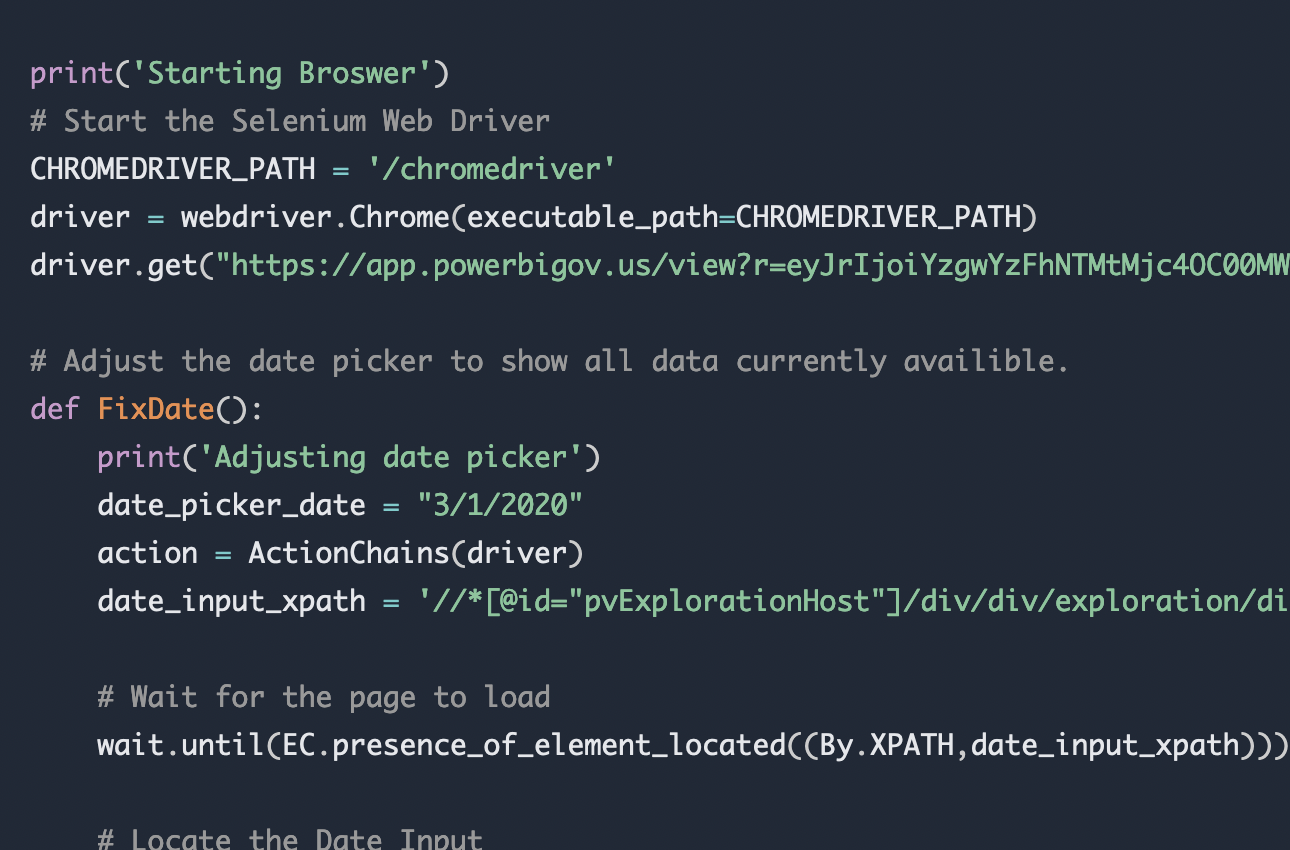 print('Starting Broswer')
# Start the Selenium Web Driver
CHROMEDRIVER_PATH = '/chromedriver'
driver = webdriver.Chrome(executable_path=CHROMEDRIVER_PATH)
driver.get("https://app.powerbigov.us/view?r=eyJrIjoiYzgwYzFhNTMtMjc4OC00MW
# Adjust the date picker to show all data currently availible.
def FixDate():
    print('Adjusting date picker')
    date_picker_date = "3/1/2020"
    action = ActionChains(driver)
    date_input_xpath = '//*[@id="pvExplorationHost"]/div/div/exploration/di
    # Wait for the page to load
    wait.until(EC.presence_of_element_located((By.XPATH,date_input_xpath)))
    # Locate the Date Input